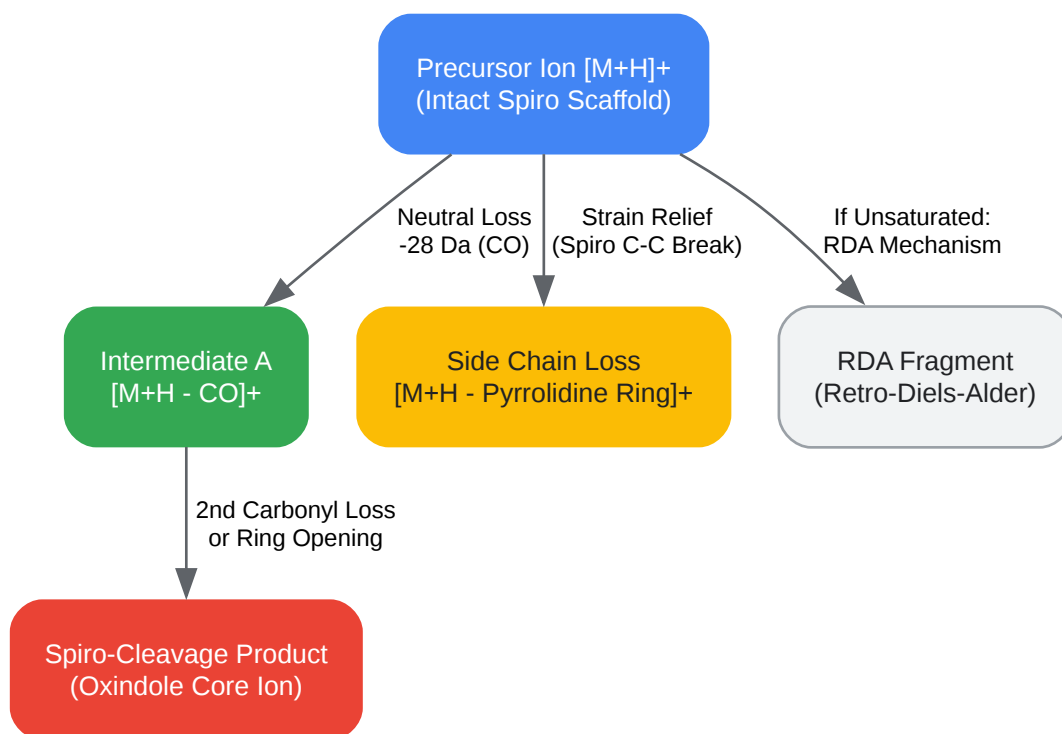 Precursor Ion [M+H]+
(Intact Spiro Scaffold)
Neutral Loss
-28 Da (CO)
Strain Relief
(Spiro C-C Break)
If Unsaturated:
RDA Mechanism
Intermediate A
[M+H - CO]+
Side Chain Loss
[M+H - Pyrrolidine Ring]+
RDA Fragment
(Retro-Diels-Alder)
2nd Carbonyl Loss
or Ring Opening
Spiro-Cleavage Product
(Oxindole Core Ion)